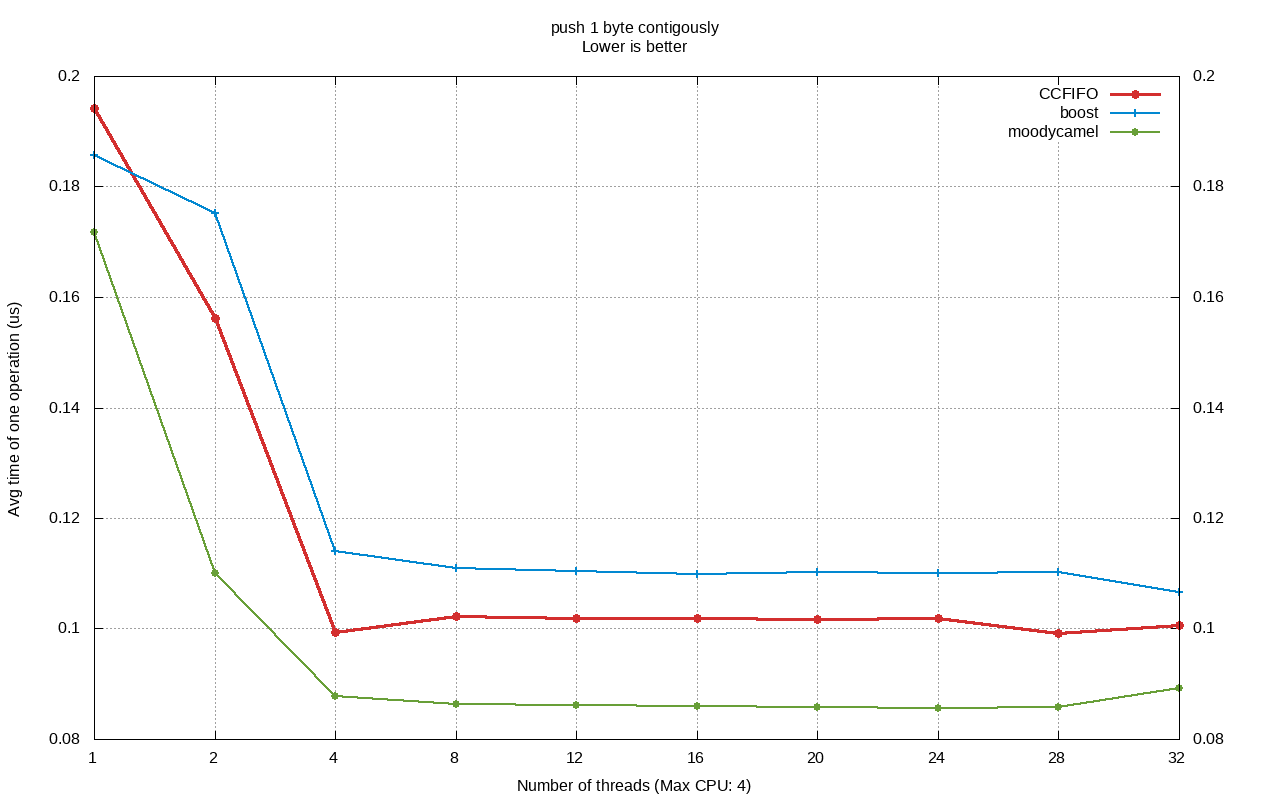 push 1 byte contigously
Lower is better
0.2
0.18
0.16
0.14
0.12
0.1
0.08
0.2
0.18
0.16
0.14
0.12
0.1
0.08
CCFIFO
boost
moodycamel
Avg time of one operation (us)
1 2 4 8 12 16 20 24 28 32
Number of threads (Max CPU: 4)